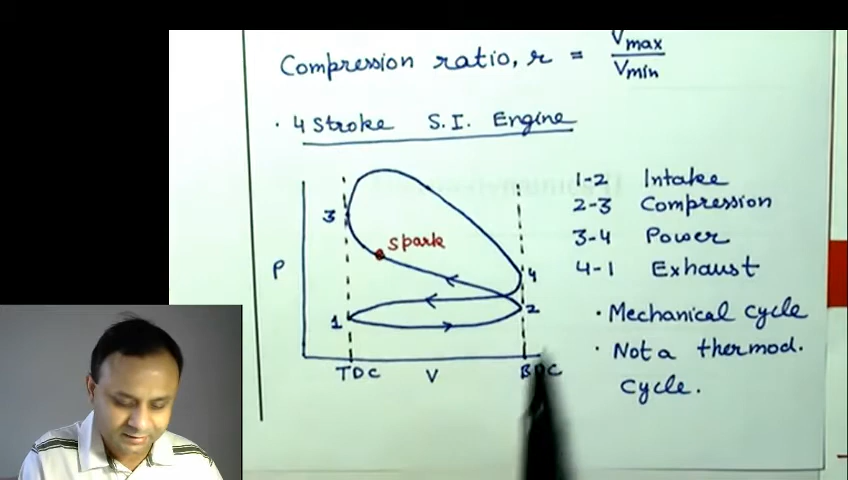 Compression ratio, r = Vmax / Vmin
· 4 Stroke S.I. Engine
1-2 Intake
2-3 Compression
3-4 Power
4-1 Exhaust
· Mechanical cycle
· Not a thermod.
cycle.
3
spark
P
4
1
2
TDC
V
BDC